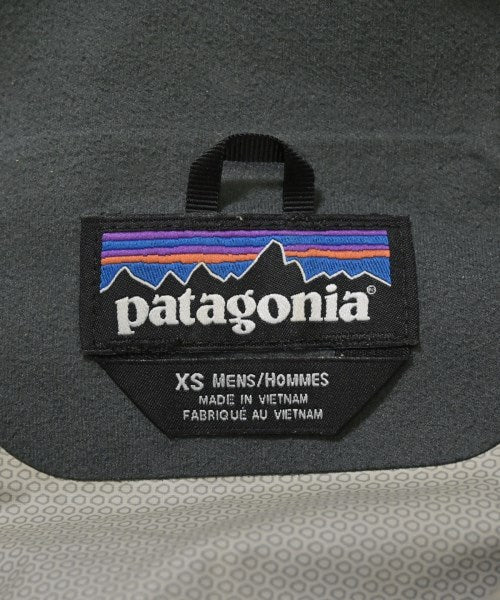 patagonia®
XS MENS/HOMMES
MADE IN VIETNAM
FABRIQUÉ AU VIETNAM